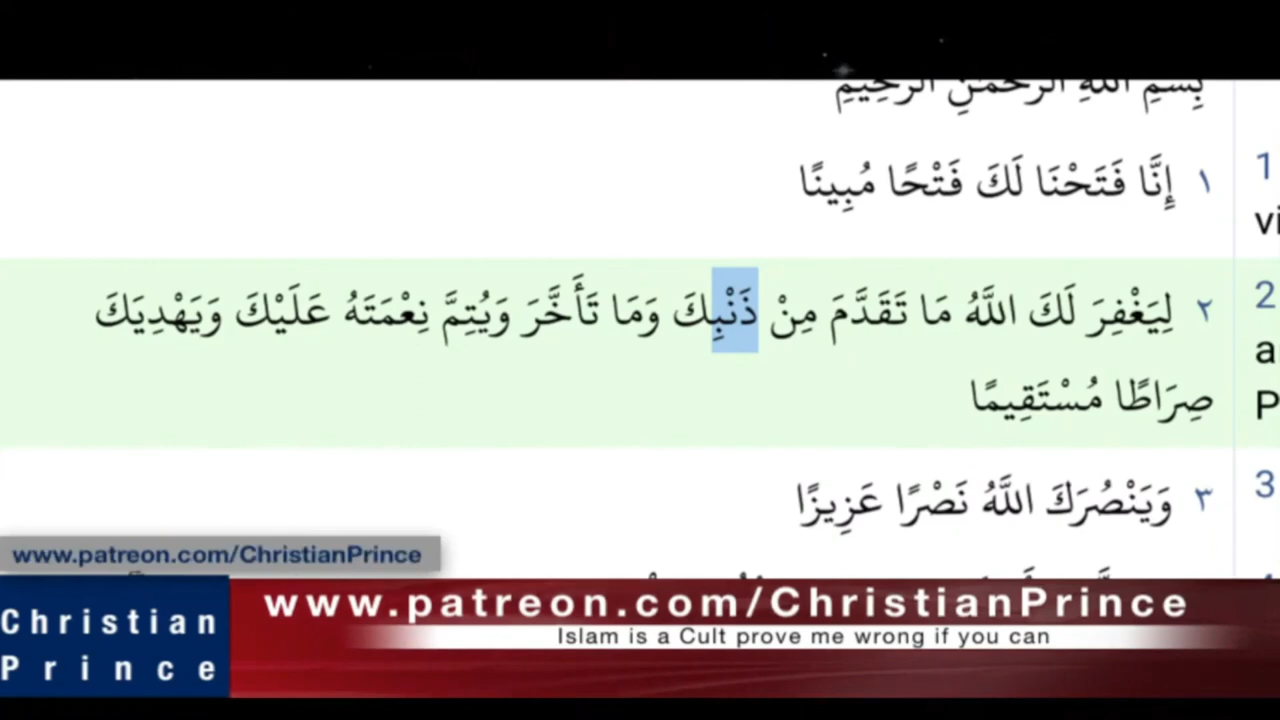 بِسْمِ اللَّهِ الرَّحْمَٰنِ الرَّحِيمِ
١ إِنَّا فَتَحْنَا لَكَ فَتْحًا مُبِينًا
1
vi
٢ لِيَغْفِرَ لَكَ اللَّهُ مَا تَقَدَّمَ مِنْ ذَنْبِكَ وَمَا تَأَخَّرَ وَيُتِمَّ نِعْمَتَهُ عَلَيْكَ وَيَهْدِيَكَ
صِرَاطًا مُسْتَقِيمًا
2
a
P
٣ وَيَنْصُرَكَ اللَّهُ نَصْرًا عَزِيزًا
3
www.patreon.com/ChristianPrince
Christian
Prince
www.patreon.com/ChristianPrince
Islam is a Cult prove me wrong if you can